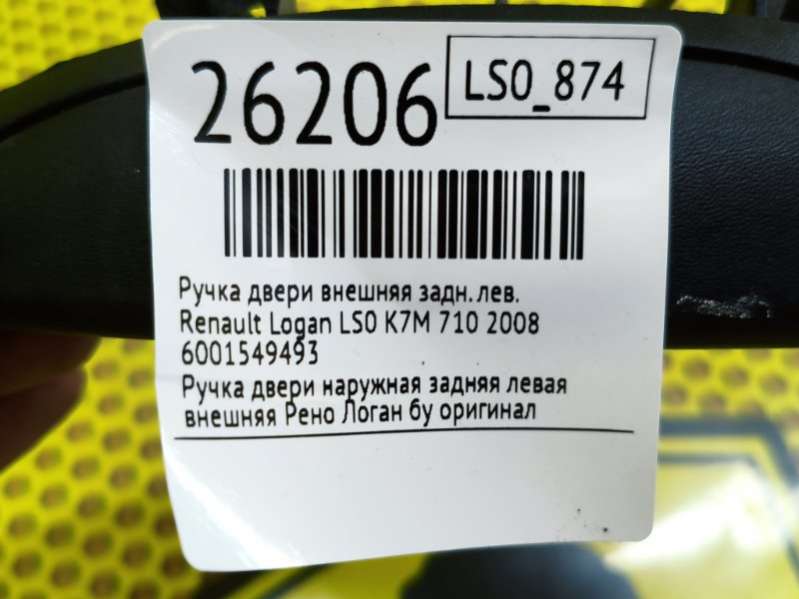 26206
LS0_874
Ручка двери внешняя задн. лев.
Renault Logan LS0 K7M 710 2008
6001549493
Ручка двери наружная задняя левая
внешняя Рено Логан бу оригинал